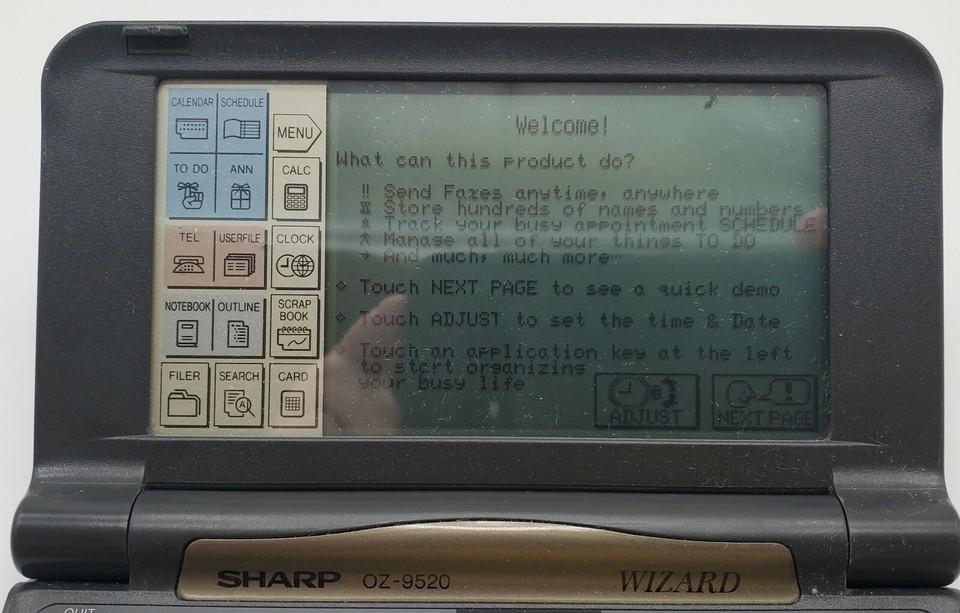 CALENDAR SCHEDULE
MENU
TO DO ANN CALC
TEL USERFILE CLOCK
NOTEBOOK OUTLINE SCRAP BOOK
FILER SEARCH CARD
Welcome!
What can this product do?
!! Send Faxes anytime, anywhere
Store hundreds of names and numbers
Track your busy appointment SCHEDULE
Manage all of your things TO DO
And much, much more…
Touch NEXT PAGE to see a quick demo
Touch ADJUST to set the time & Date
Touch an application key at the left
to start organizing
your busy life
ADJUST NEXT PAGE
SHARP OZ-9520 WIZARD
QUIT